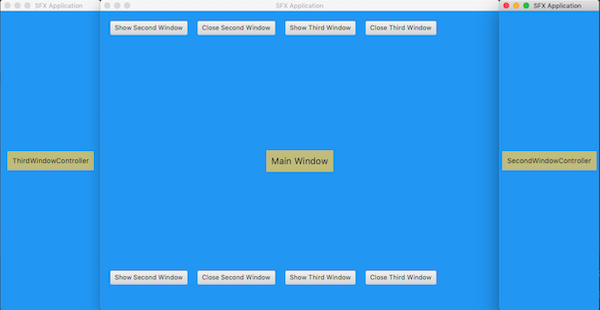 SFX Application
SFX Application
SFX Application
Show Second Window
Close Second Window
Show Third Window
Close Third Window
ThirdWindowController
Main Window
SecondWindowController
Show Second Window
Close Second Window
Show Third Window
Close Third Window